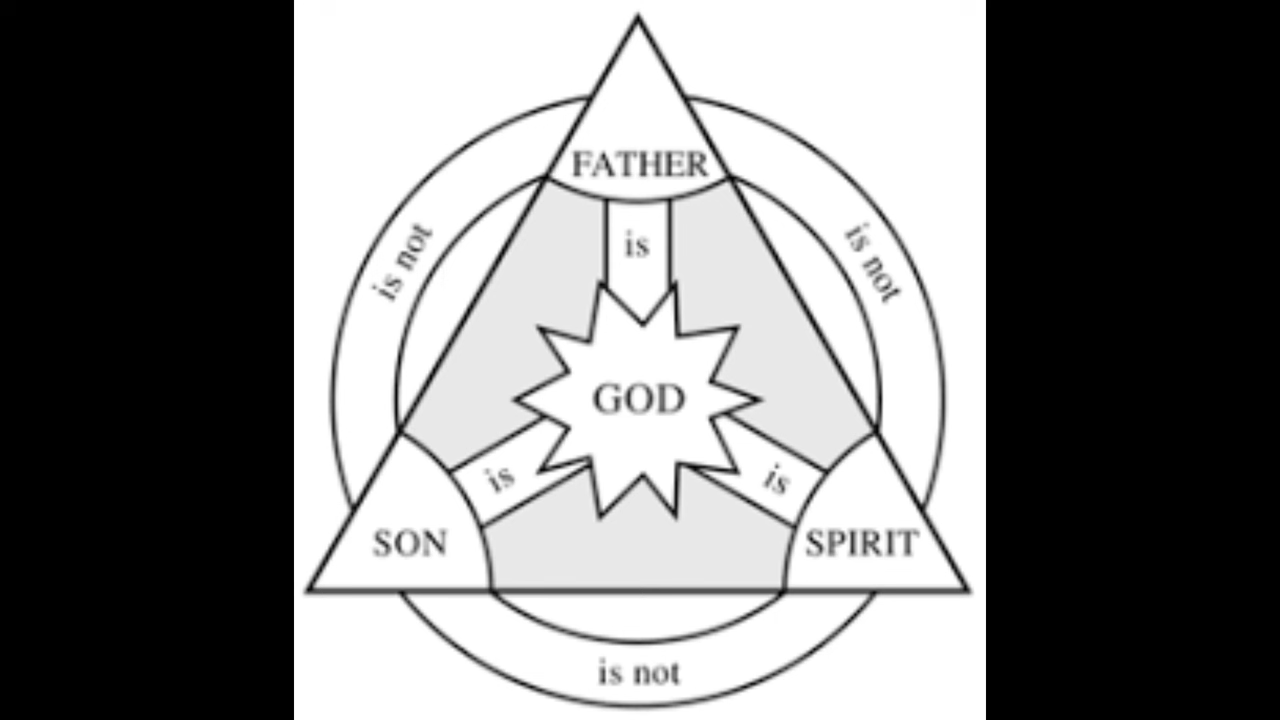 FATHER
is
is not
is not
GOD
is
is
SON
SPIRIT
is not